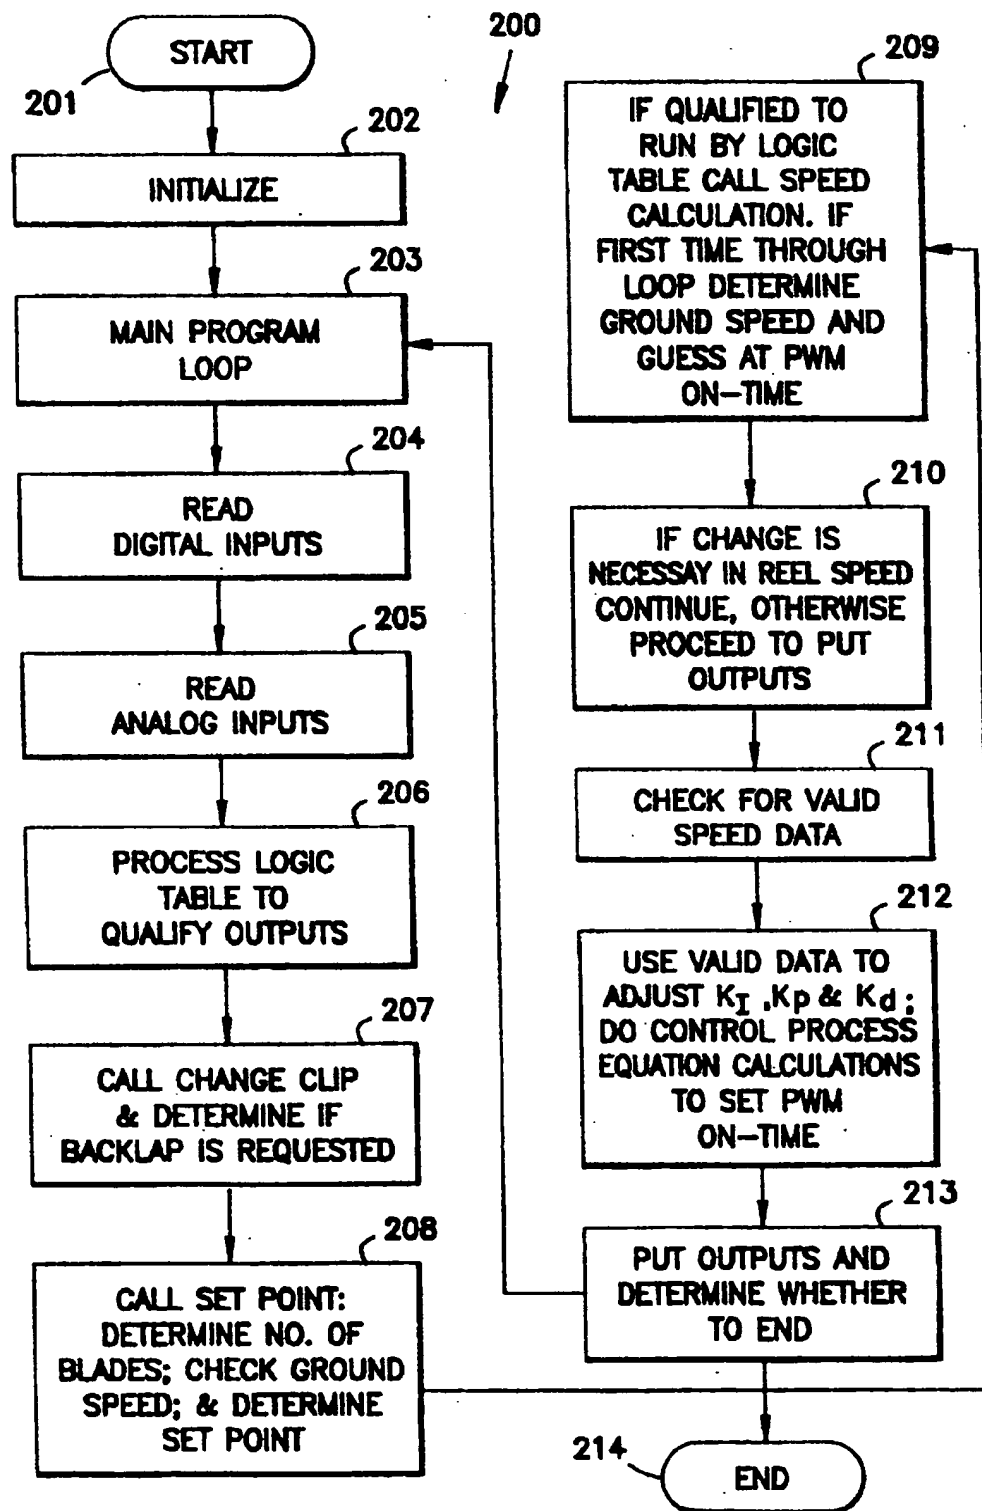 200
START
201
202
INITIALIZE
203
MAIN PROGRAM
LOOP
204
READ
DIGITAL INPUTS
205
READ
ANALOG INPUTS
206
PROCESS LOGIC
TABLE TO
QUALIFY OUTPUTS
207
CALL CHANGE CLIP
& DETERMINE IF
BACKLAP IS REQUESTED
208
CALL SET POINT:
DETERMINE NO. OF
BLADES; CHECK GROUND
SPEED; & DETERMINE
SET POINT
209
IF QUALIFIED TO
RUN BY LOGIC
TABLE CALL SPEED
CALCULATION. IF
FIRST TIME THROUGH
LOOP DETERMINE
GROUND SPEED AND
GUESS AT PWM
ON-TIME
210
IF CHANGE IS
NECESSAY IN REEL SPEED
CONTINUE, OTHERWISE
PROCEED TO PUT
OUTPUTS
211
CHECK FOR VALID
SPEED DATA
212
USE VALID DATA TO
ADJUST KI ,Kp & Kd ;
DO CONTROL PROCESS
EQUATION CALCULATIONS
TO SET PWM
ON-TIME
213
PUT OUTPUTS AND
DETERMINE WHETHER
TO END
214
END